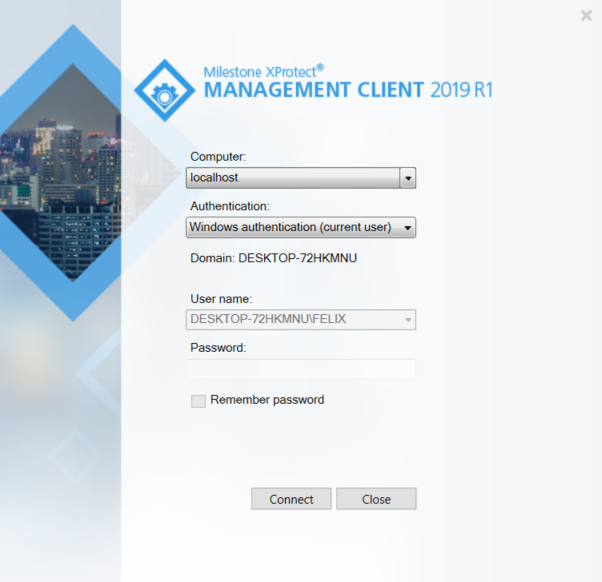 Milestone XProtect®
MANAGEMENT CLIENT 2019 R1
Computer:
localhost
Authentication:
Windows authentication (current user)
Domain: DESKTOP-72HKMNU
User name:
DESKTOP-72HKMNU\FELIX
Password:
Remember password
Connect Close